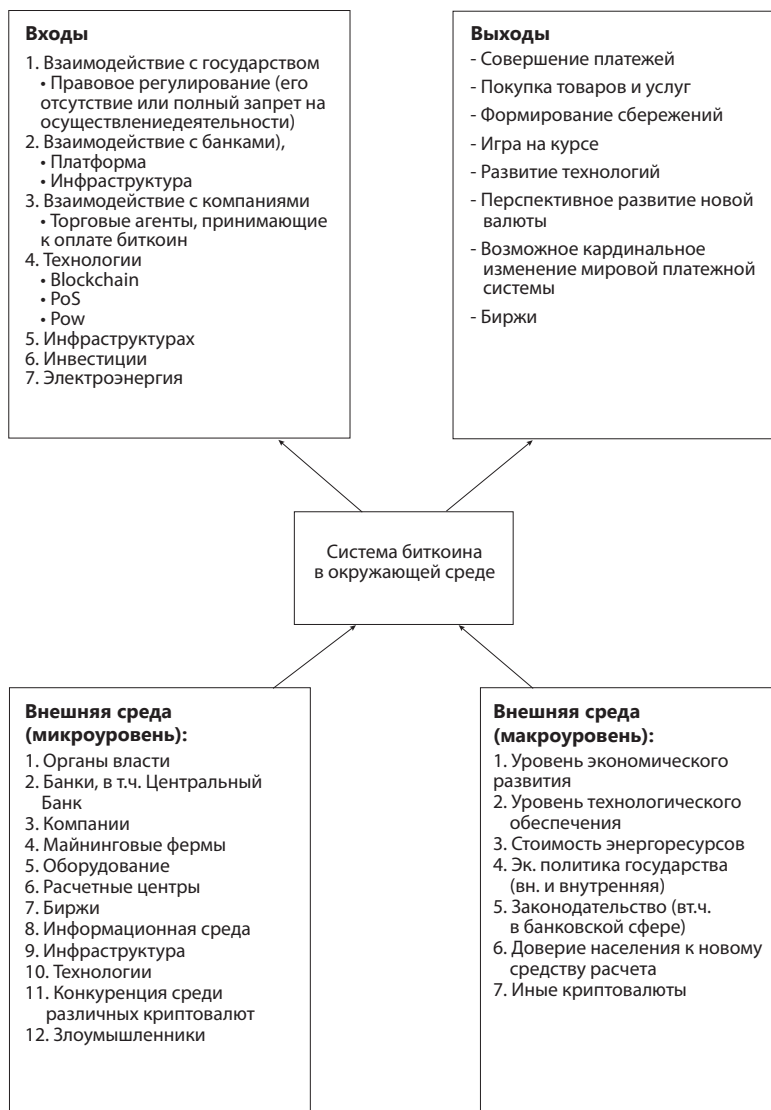 Входы
1. Взаимодействие с государством
• Правовое регулирование (его
отсутствие или полный запрет на
осуществлениедеятельности)
2. Взаимодействие с банками),
• Платформа
• Инфраструктура
3. Взаимодействие с компаниями
• Торговые агенты, принимающие
к оплате биткоин
4. Технологии
• Blockchain
• PoS
• Pow
5. Инфраструктурах
6. Инвестиции
7. Электроэнергия
Выходы
- Совершение платежей
- Покупка товаров и услуг
- Формирование сбережений
- Игра на курсе
- Развитие технологий
- Перспективное развитие новой
валюты
- Возможное кардинальное
изменение мировой платежной
системы
- Биржи
Система биткоина
в окружающей среде
Внешняя среда
(микроуровень):
1. Органы власти
2. Банки, в т.ч. Центральный
Банк
3. Компании
4. Майнинговые фермы
5. Оборудование
6. Расчетные центры
7. Биржи
8. Информационная среда
9. Инфраструктура
10. Технологии
11. Конкуренция среди
различных криптовалют
12. Злоумышленники
Внешняя среда
(макроуровень):
1. Уровень экономического
развития
2. Уровень технологического
обеспечения
3. Стоимость энергоресурсов
4. Эк. политика государства
(вн. и внутренняя)
5. Законодательство (вт.ч.
в банковской сфере)
6. Доверие населения к новому
средству расчета
7. Иные криптовалюты